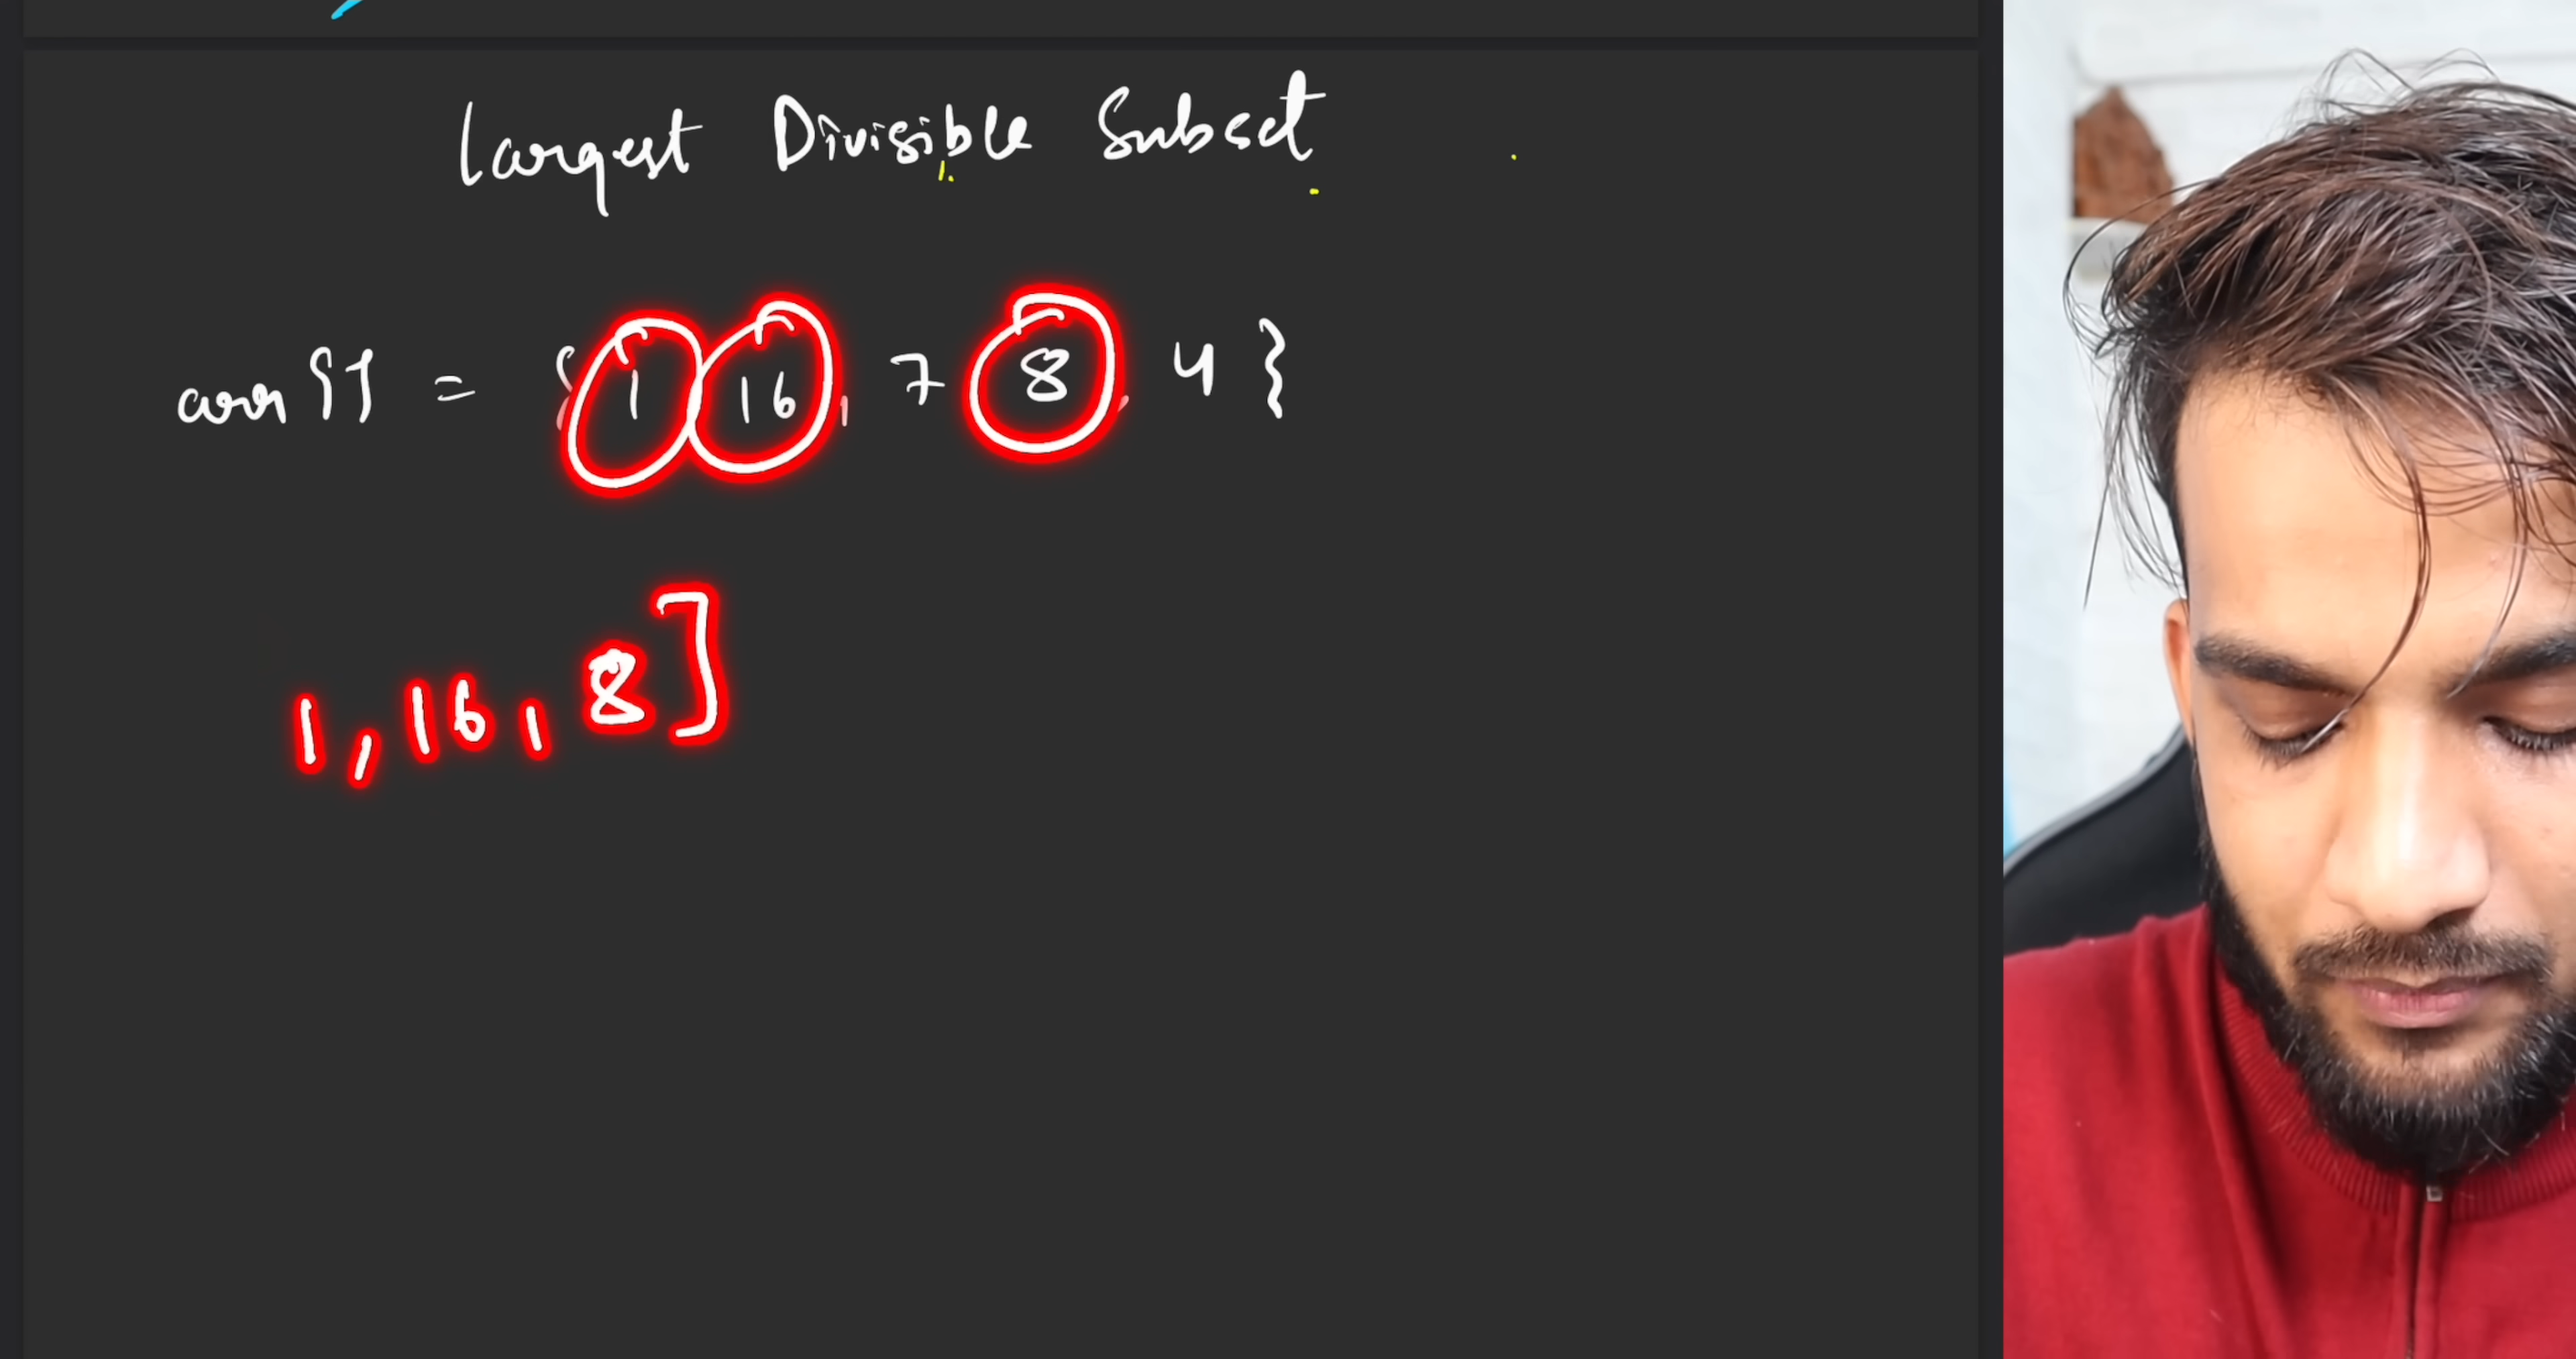 Largest Divisible Subset
arr [] = { 1 16, 7 8, 4 }
1, 16, 8 ]